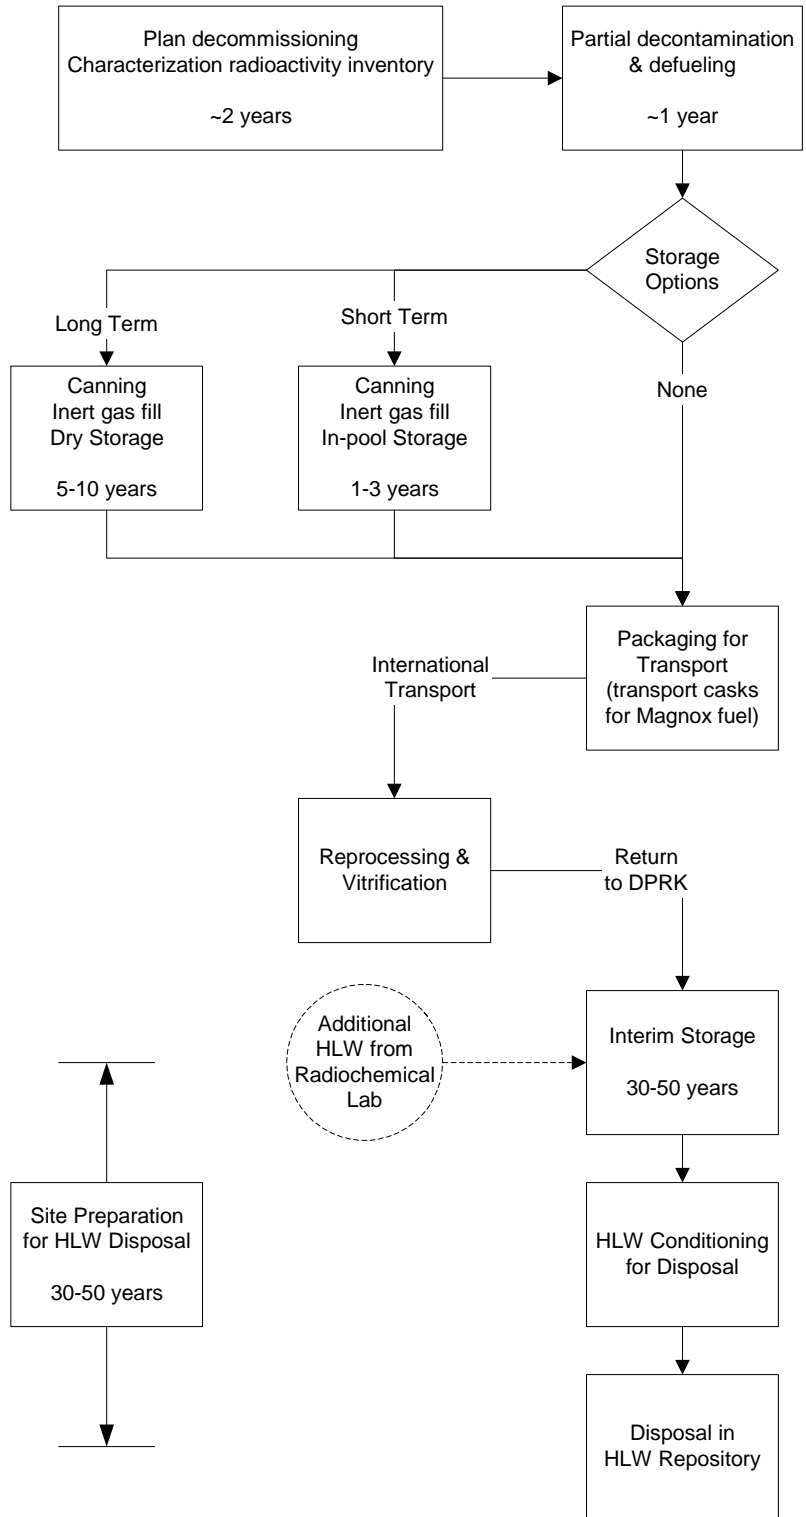 Plan decommissioning
Characterization radioactivity inventory
~2 years
Partial decontamination
& defueling
~1 year
Storage
Options
Long Term
Short Term
None
Canning
Inert gas fill
Dry Storage
5-10 years
Canning
Inert gas fill
In-pool Storage
1-3 years
Packaging for
Transport
(transport casks
for Magnox fuel)
International
Transport
Reprocessing &
Vitrification
Return
to DPRK
Additional
HLW from
Radiochemical
Lab
Interim Storage
30-50 years
Site Preparation
for HLW Disposal
30-50 years
HLW Conditioning
for Disposal
Disposal in
HLW Repository